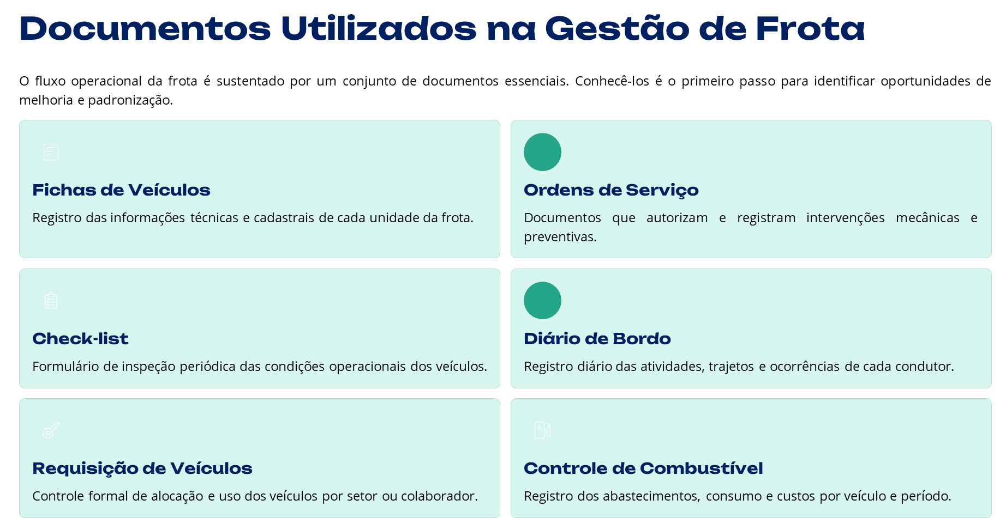 Documentos Utilizados na Gestão de Frota
O fluxo operacional da frota é sustentado por um conjunto de documentos essenciais. Conhecê-los é o primeiro passo para identificar oportunidades de
melhoria e padronização.
Fichas de Veículos
Registro das informações técnicas e cadastrais de cada unidade da frota.
Ordens de Serviço
Documentos que autorizam e registram intervenções mecânicas e
preventivas.
Check-list
Formulário de inspeção periódica das condições operacionais dos veículos.
Diário de Bordo
Registro diário das atividades, trajetos e ocorrências de cada condutor.
Requisição de Veículos
Controle formal de alocação e uso dos veículos por setor ou colaborador.
Controle de Combustível
Registro dos abastecimentos, consumo e custos por veículo e período.